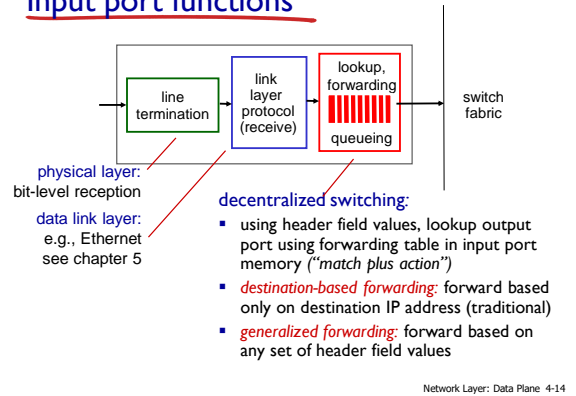 Input port functions
line
termination
link
layer
protocol
(receive)
lookup,
forwarding
queueing
switch
fabric
physical layer:
bit-level reception
data link layer:
e.g., Ethernet
see chapter 5
decentralized switching:
▪ using header field values, lookup output
port using forwarding table in input port
memory (“match plus action”)
▪ destination-based forwarding: forward based
only on destination IP address (traditional)
▪ generalized forwarding: forward based on
any set of header field values
Network Layer: Data Plane 4-14